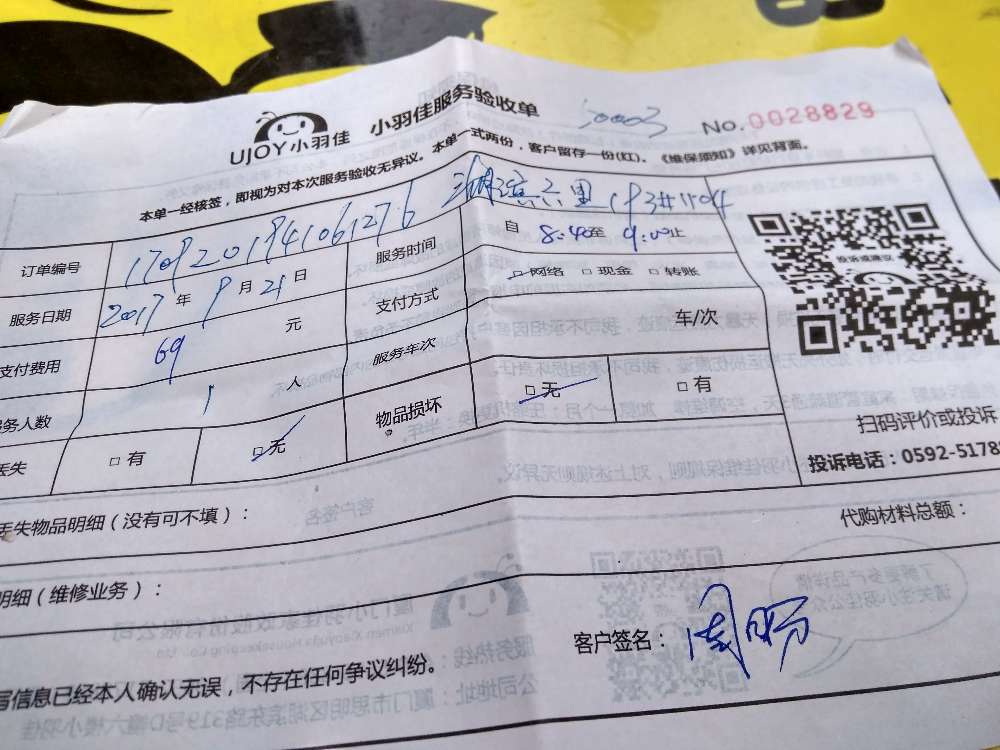 UJOY小羽佳 小羽佳服务验收单 50003 No.0028829
本单一经核签，即视为对本次服务验收无异议。本单一式两份，客户留存一份(红)。《维保须知》详见背面。
订单编号 1709201941061276
服务时间 自 8:40至 9:00止
服务日期 2017 年 9 月 21 日
支付方式 □网络 □现金 □转账
支付费用 69 元
服务车次 车/次
服务人数 1 人
物品损坏 □无 □有
丢失 □有 □无
扫码评价或投诉
投诉电话：0592-5178
丢失物品明细（没有可不填）：
代购材料总额：
明细（维修业务）：
客户签名：
写信息已经本人确认无误，不存在任何争议纠纷。